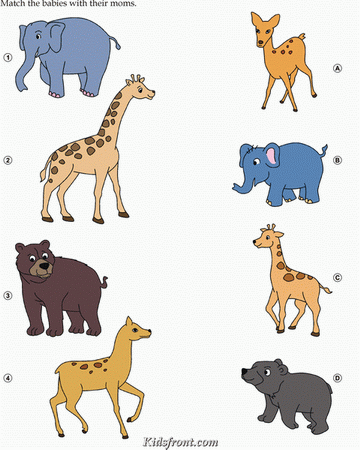 Match the babies with their moms.
1
A
2
B
3
C
4
D
Kidsfront.com